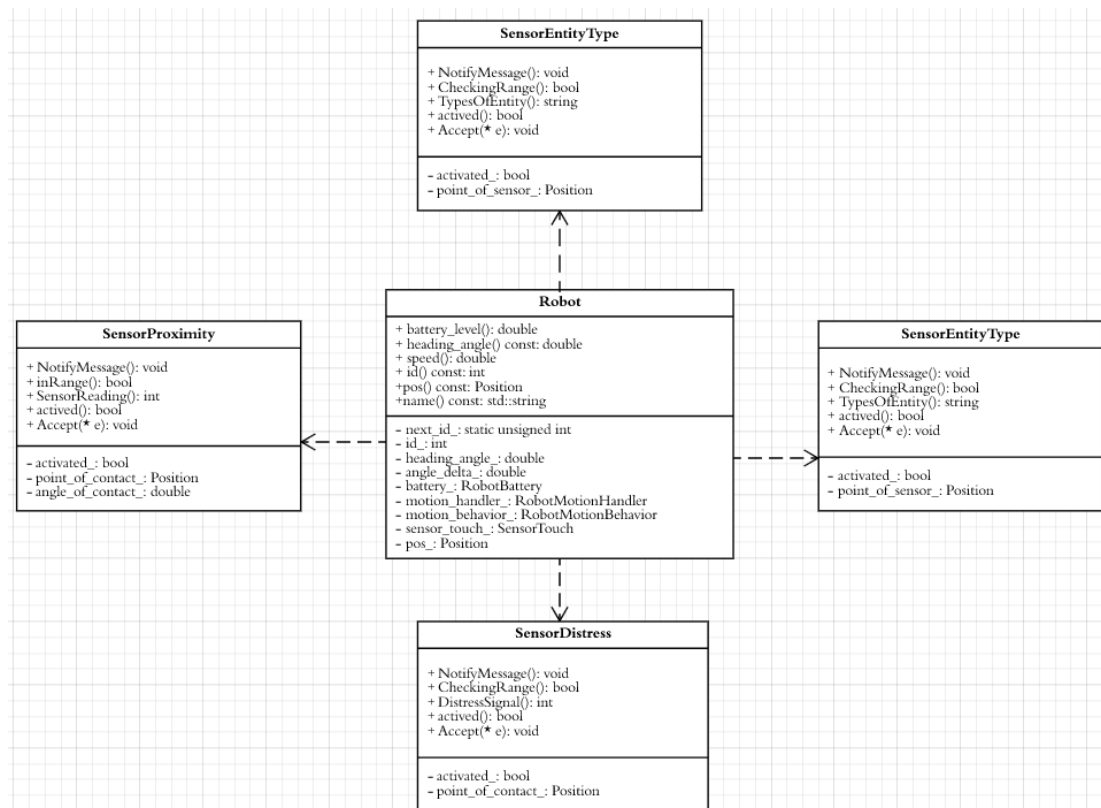 SensorEntityType
+ NotifyMessage(): void
+ CheckingRange(): bool
+ TypesOfEntity(): string
+ actived(): bool
+ Accept(* e): void
- activated_: bool
- point_of_sensor_: Position
Robot
+ battery_level(): double
+ heading_angle() const: double
+ speed(): double
+ id() const: int
+pos() const: Position
+name() const: std::string
- next_id_: static unsigned int
- id_: int
- heading_angle_: double
- angle_delta_: double
- battery_: RobotBattery
- motion_handler_: RobotMotionHandler
- motion_behavior_: RobotMotionBehavior
- sensor_touch_: SensorTouch
- pos_: Position
SensorProximity
+ NotifyMessage(): void
+ inRange(): bool
+ SensorReading(): int
+ actived(): bool
+ Accept(* e): void
- activated_: bool
- point_of_contact_: Position
- angle_of_contact_: double
SensorEntityType
+ NotifyMessage(): void
+ CheckingRange(): bool
+ TypesOfEntity(): string
+ actived(): bool
+ Accept(* e): void
- activated_: bool
- point_of_sensor_: Position
SensorDistress
+ NotifyMessage(): void
+ CheckingRange(): bool
+ DistressSignal(): int
+ actived(): bool
+ Accept(* e): void
- activated_: bool
- point_of_contact_: Position